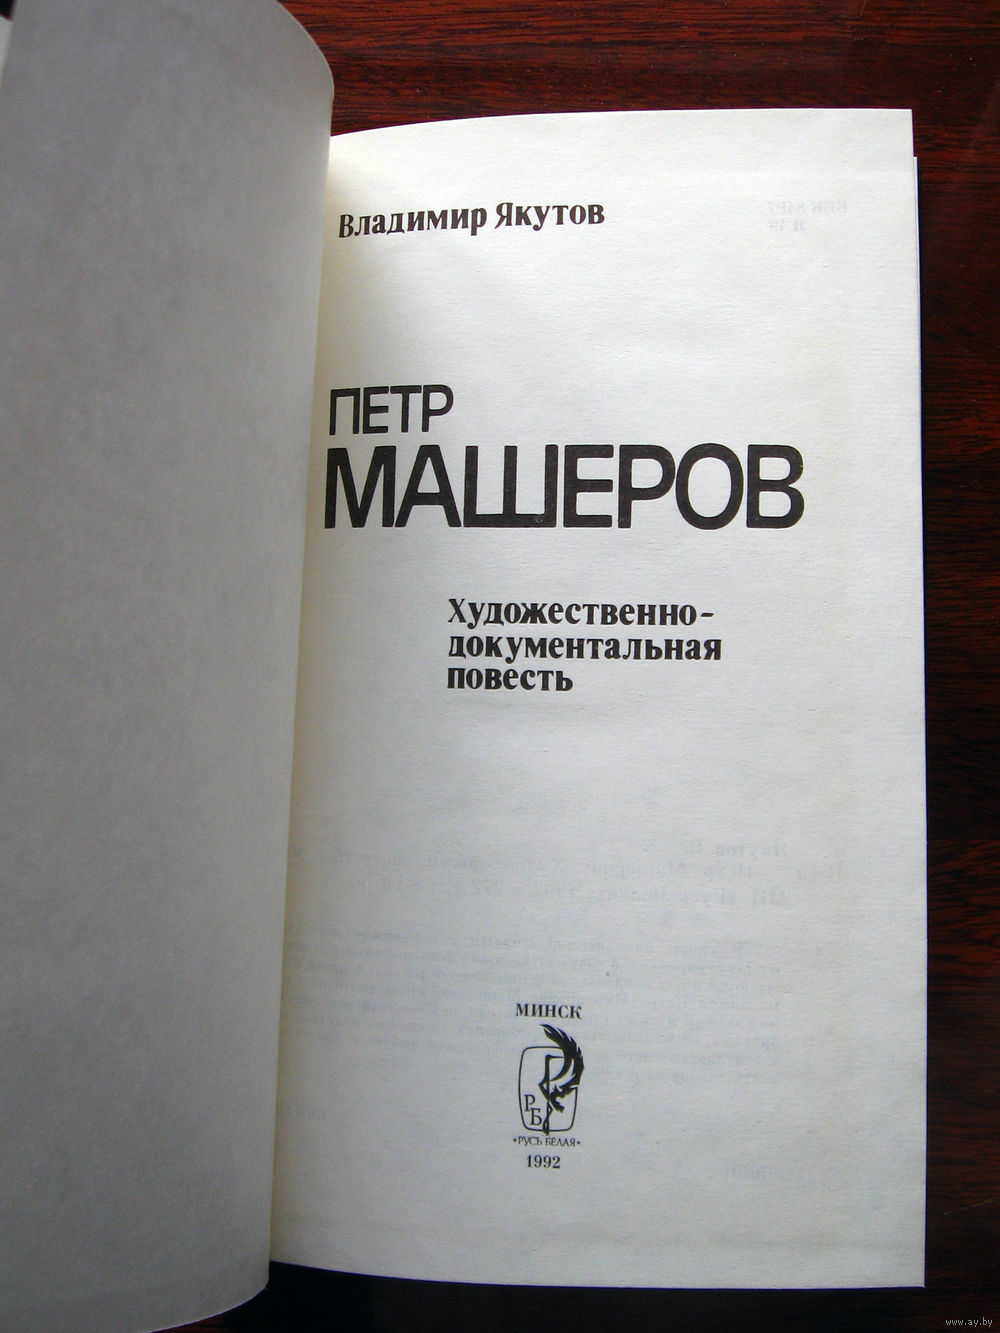 Владимир Якутов
ПЕТР
МАШЕРОВ
Художественно-
документальная
повесть
МИНСК
РБ
•РУСЬ БЕЛАЯ•
1992
www.ay.by